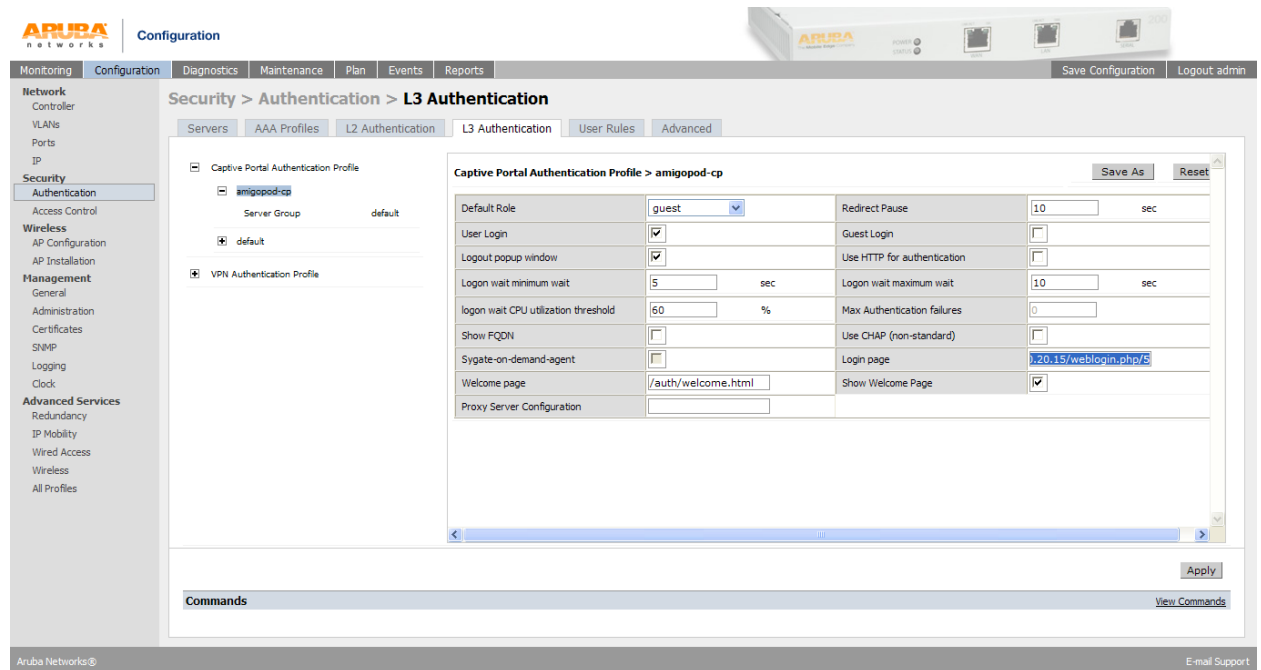 ARUBA
networks
Configuration
ARUBA
200
POWER
STATUS
Monitoring Configuration Diagnostics Maintenance Plan Events Reports Save Configuration Logout admin
Network
Controller
VLANs
Ports
IP
Security
Authentication
Access Control
Wireless
AP Configuration
AP Installation
Management
General
Administration
Certificates
SNMP
Logging
Clock
Advanced Services
Redundancy
IP Mobility
Wired Access
Wireless
All Profiles
Security > Authentication > L3 Authentication
Servers AAA Profiles L2 Authentication L3 Authentication User Rules Advanced
Captive Portal Authentication Profile
amigopod-cp
Server Group default
default
VPN Authentication Profile
Captive Portal Authentication Profile > amigopod-cp Save As Reset
Default Role guest Redirect Pause 10 sec
User Login Guest Login
Logout popup window Use HTTP for authentication
Logon wait minimum wait 5 sec Logon wait maximum wait 10 sec
logon wait CPU utilization threshold 60 % Max Authentication failures 0
Show FQDN Use CHAP (non-standard)
Sygate-on-demand-agent Login page .20.15/weblogin.php/5
Welcome page /auth/welcome.html Show Welcome Page
Proxy Server Configuration
Apply
Commands View Commands
Aruba Networks® E-mail Support